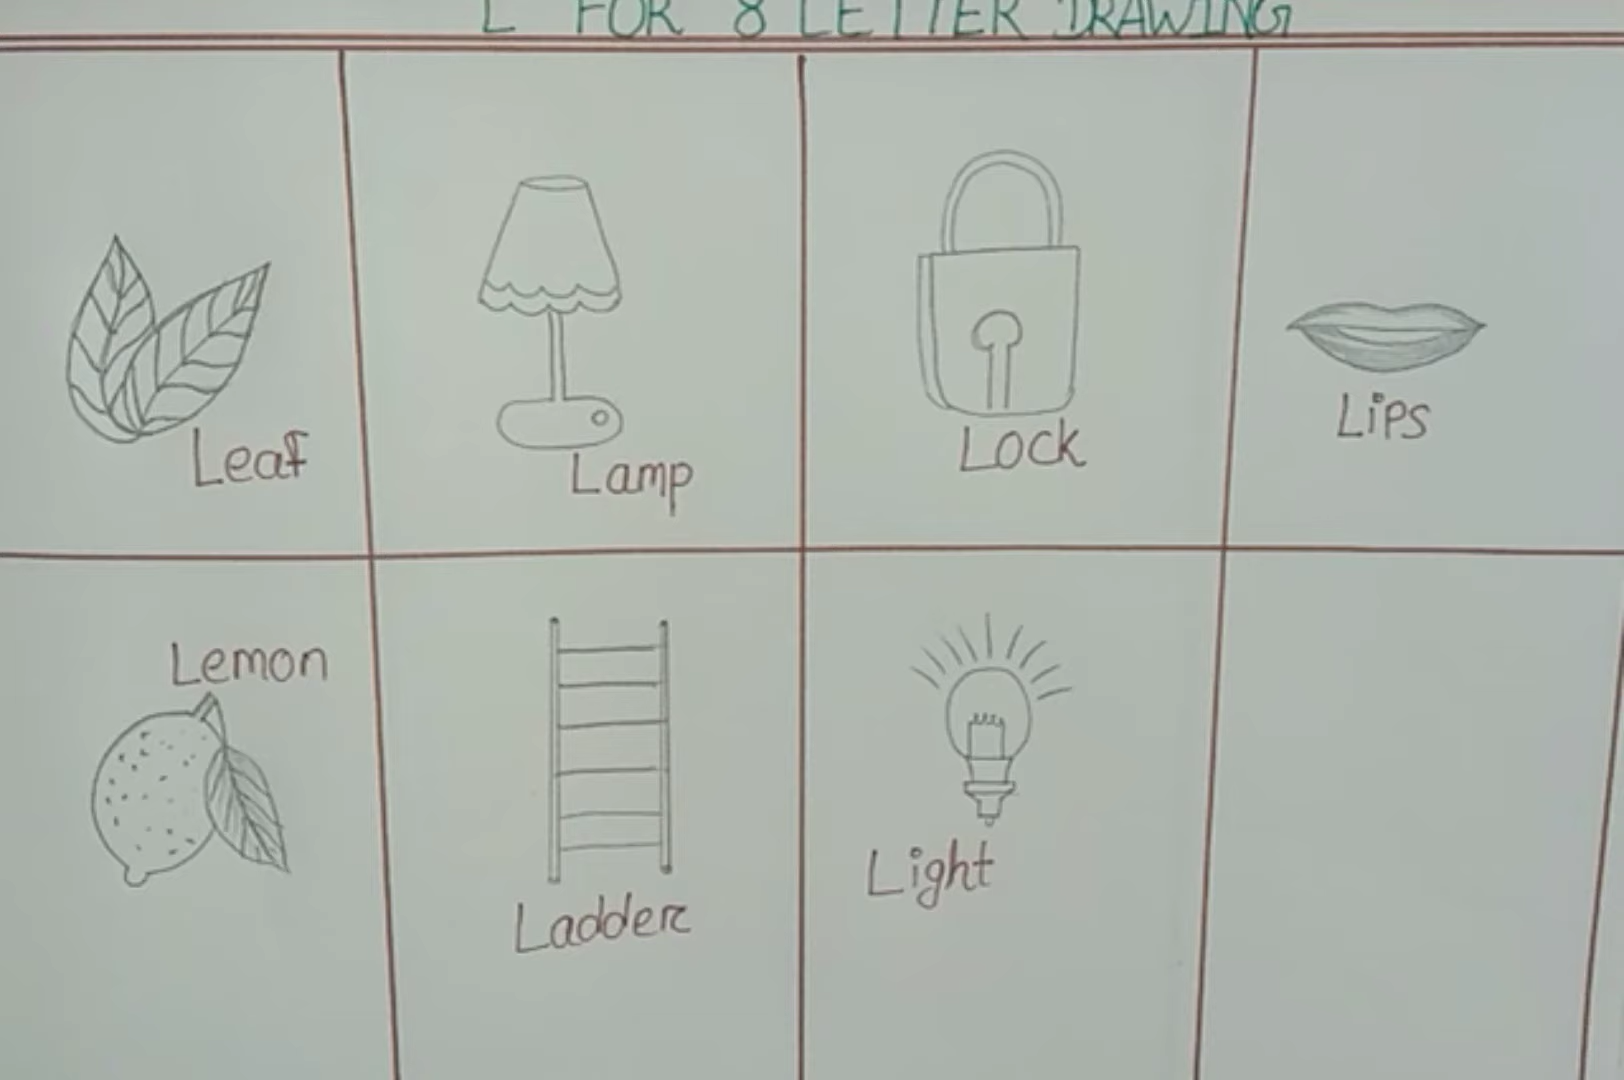 L FOR 8 LETTER DRAWING
Leaf
Lamp
Lock
Lips
Lemon
Ladder
Light